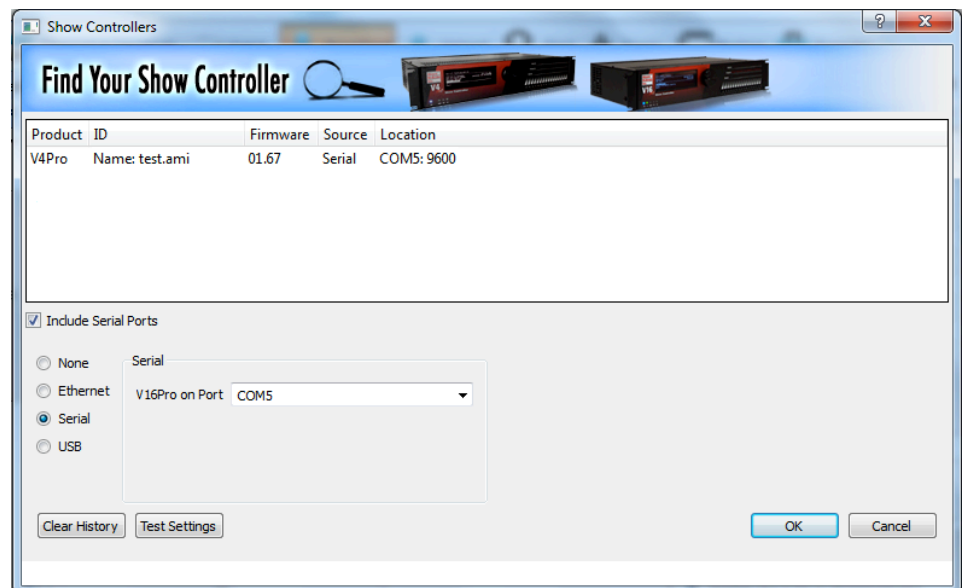 Show Controllers
Find Your Show Controller
V4
V16
Product ID Firmware Source Location
V4Pro Name: test.ami 01.67 Serial COM5: 9600
Include Serial Ports
None
Serial
Ethernet
V16Pro on Port COM5
Serial
USB
Clear History Test Settings OK Cancel